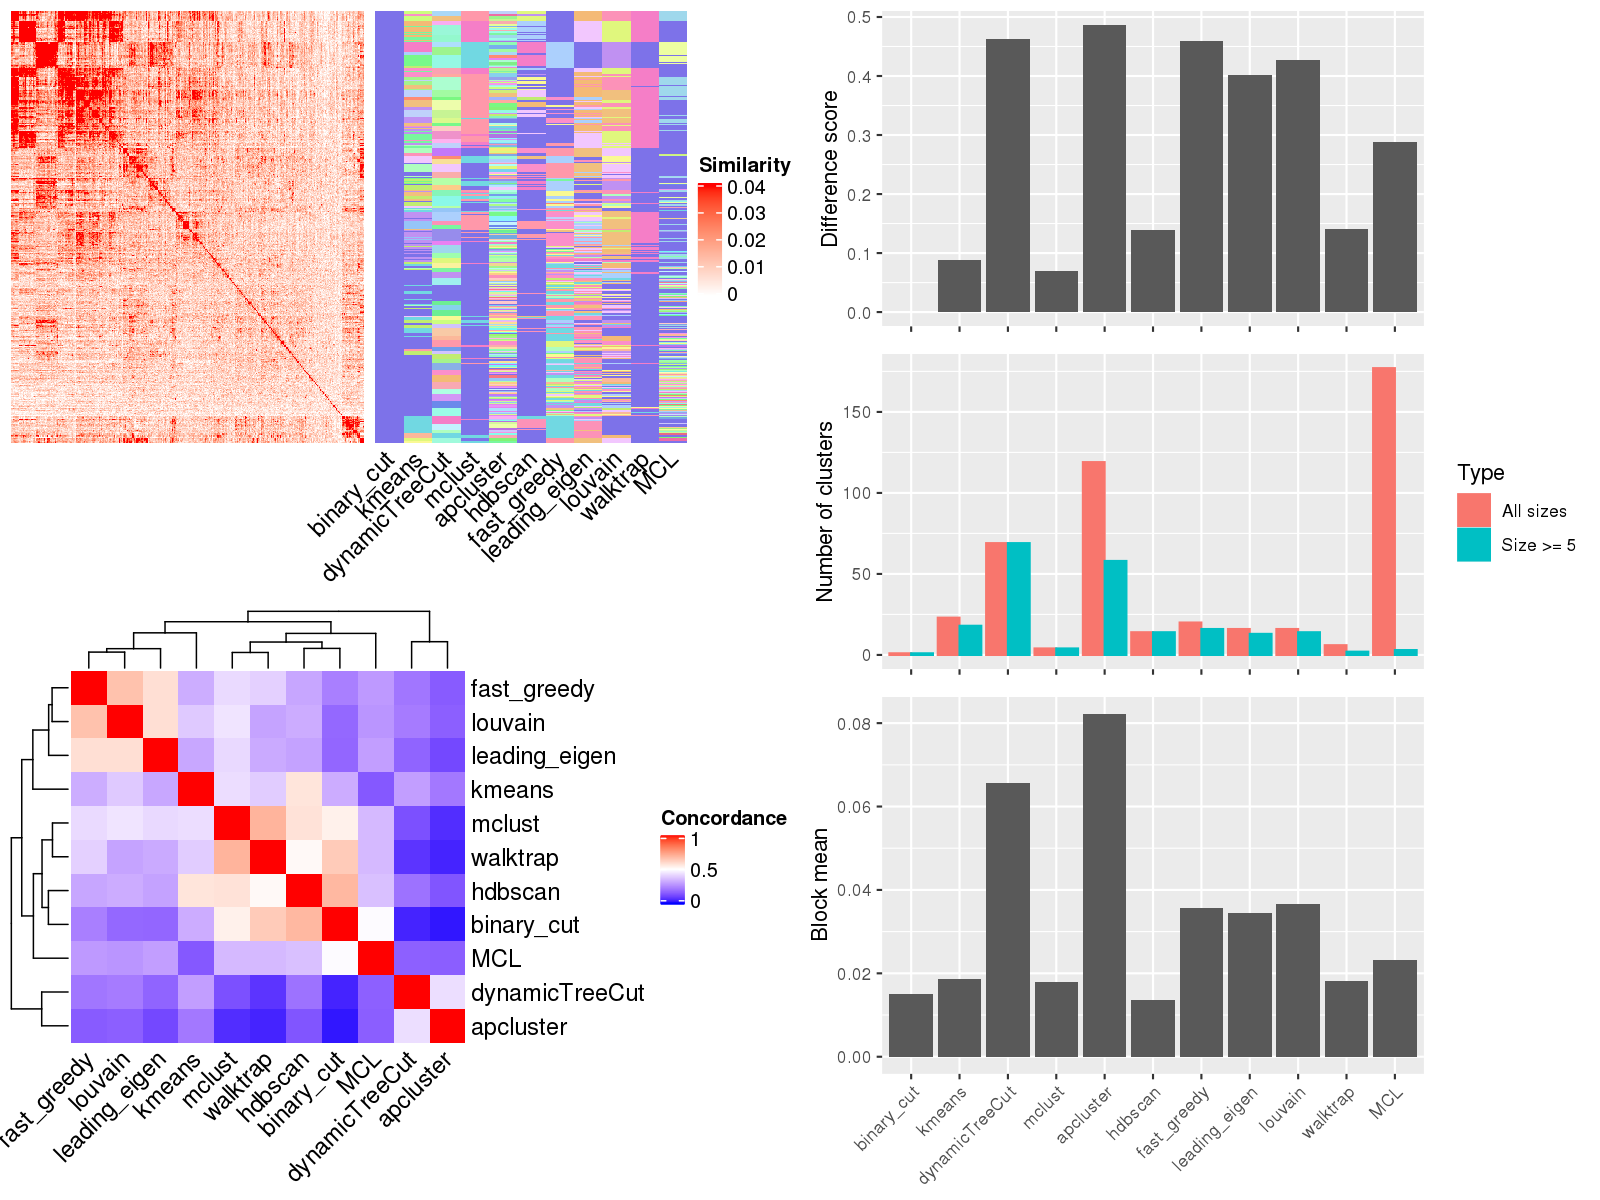 Similarity
0.04
0.03
0.02
0.01
0
binary_cut
kmeans
dynamicTreeCut
mclust
apcluster
hdbscan
fast_greedy
leading_eigen
louvain
walktrap
MCL
fast_greedy
louvain
leading_eigen
kmeans
mclust
walktrap
hdbscan
binary_cut
MCL
dynamicTreeCut
apcluster
fast_greedy
louvain
leading_eigen
kmeans
mclust
walktrap
hdbscan
binary_cut
MCL
dynamicTreeCut
apcluster
Concordance
1
0.5
0
Difference score
0.5
0.4
0.3
0.2
0.1
0.0
Number of clusters
150
100
50
0
Type
All sizes
Size >= 5
Block mean
0.08
0.06
0.04
0.02
0.00
binary_cut
kmeans
dynamicTreeCut
mclust
apcluster
hdbscan
fast_greedy
leading_eigen
louvain
walktrap
MCL